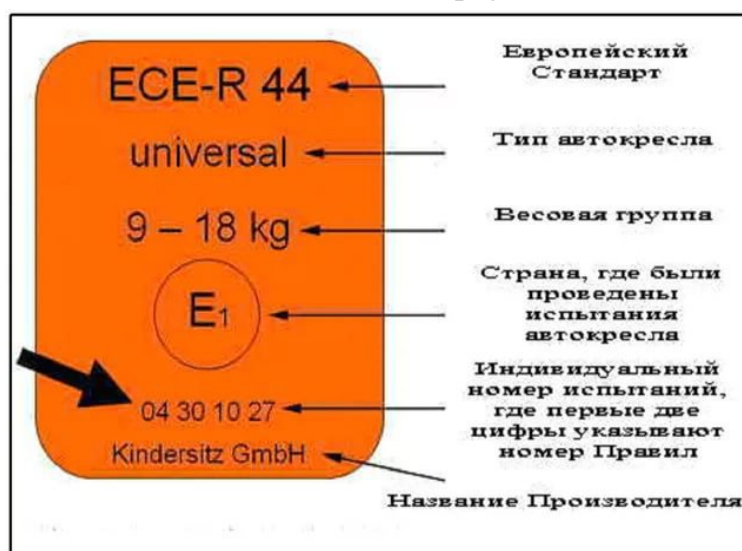 ECE-R 44
Европейский
Стандарт
universal
Тип автокресла
9 – 18 kg
Весовая группа
E1
Страна, где были
проведены
испытания
автокресла
04 30 10 27
Индивидуальный
номер испытаний,
где первые две
цифры указывают
номер Правил
Kindersitz GmbH
Название Производителя